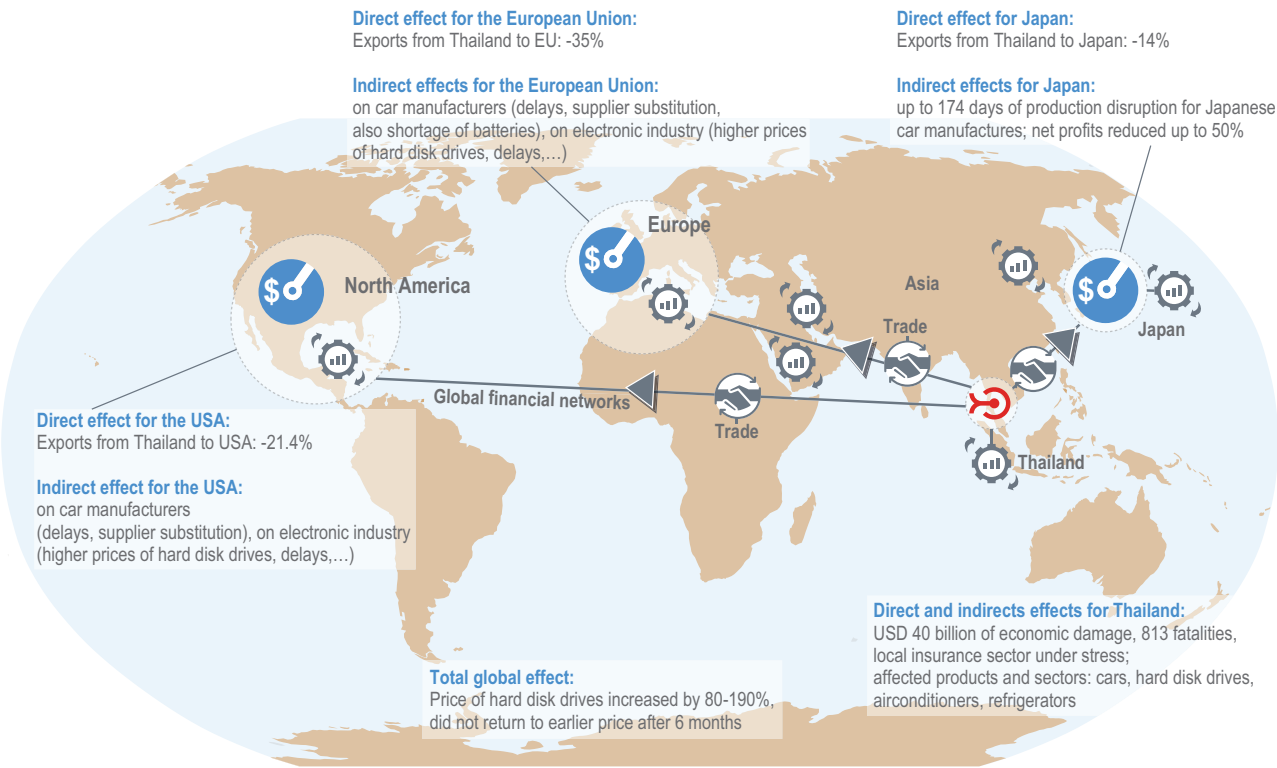 Direct effect for the European Union:
Exports from Thailand to EU: -35%
Indirect effects for the European Union:
on car manufacturers (delays, supplier substitution,
also shortage of batteries), on electronic industry (higher prices
of hard disk drives, delays,…)
Direct effect for Japan:
Exports from Thailand to Japan: -14%
Indirect effects for Japan:
up to 174 days of production disruption for Japanese
car manufactures; net profits reduced up to 50%
Europe
$
North America
$
Asia
$
Japan
Trade
Global financial networks
Trade
Thailand
Direct effect for the USA:
Exports from Thailand to USA: -21.4%
Indirect effect for the USA:
on car manufacturers
(delays, supplier substitution), on electronic industry
(higher prices of hard disk drives, delays,…)
Direct and indirects effects for Thailand:
USD 40 billion of economic damage, 813 fatalities,
local insurance sector under stress;
affected products and sectors: cars, hard disk drives,
airconditioners, refrigerators
Total global effect:
Price of hard disk drives increased by 80-190%,
did not return to earlier price after 6 months